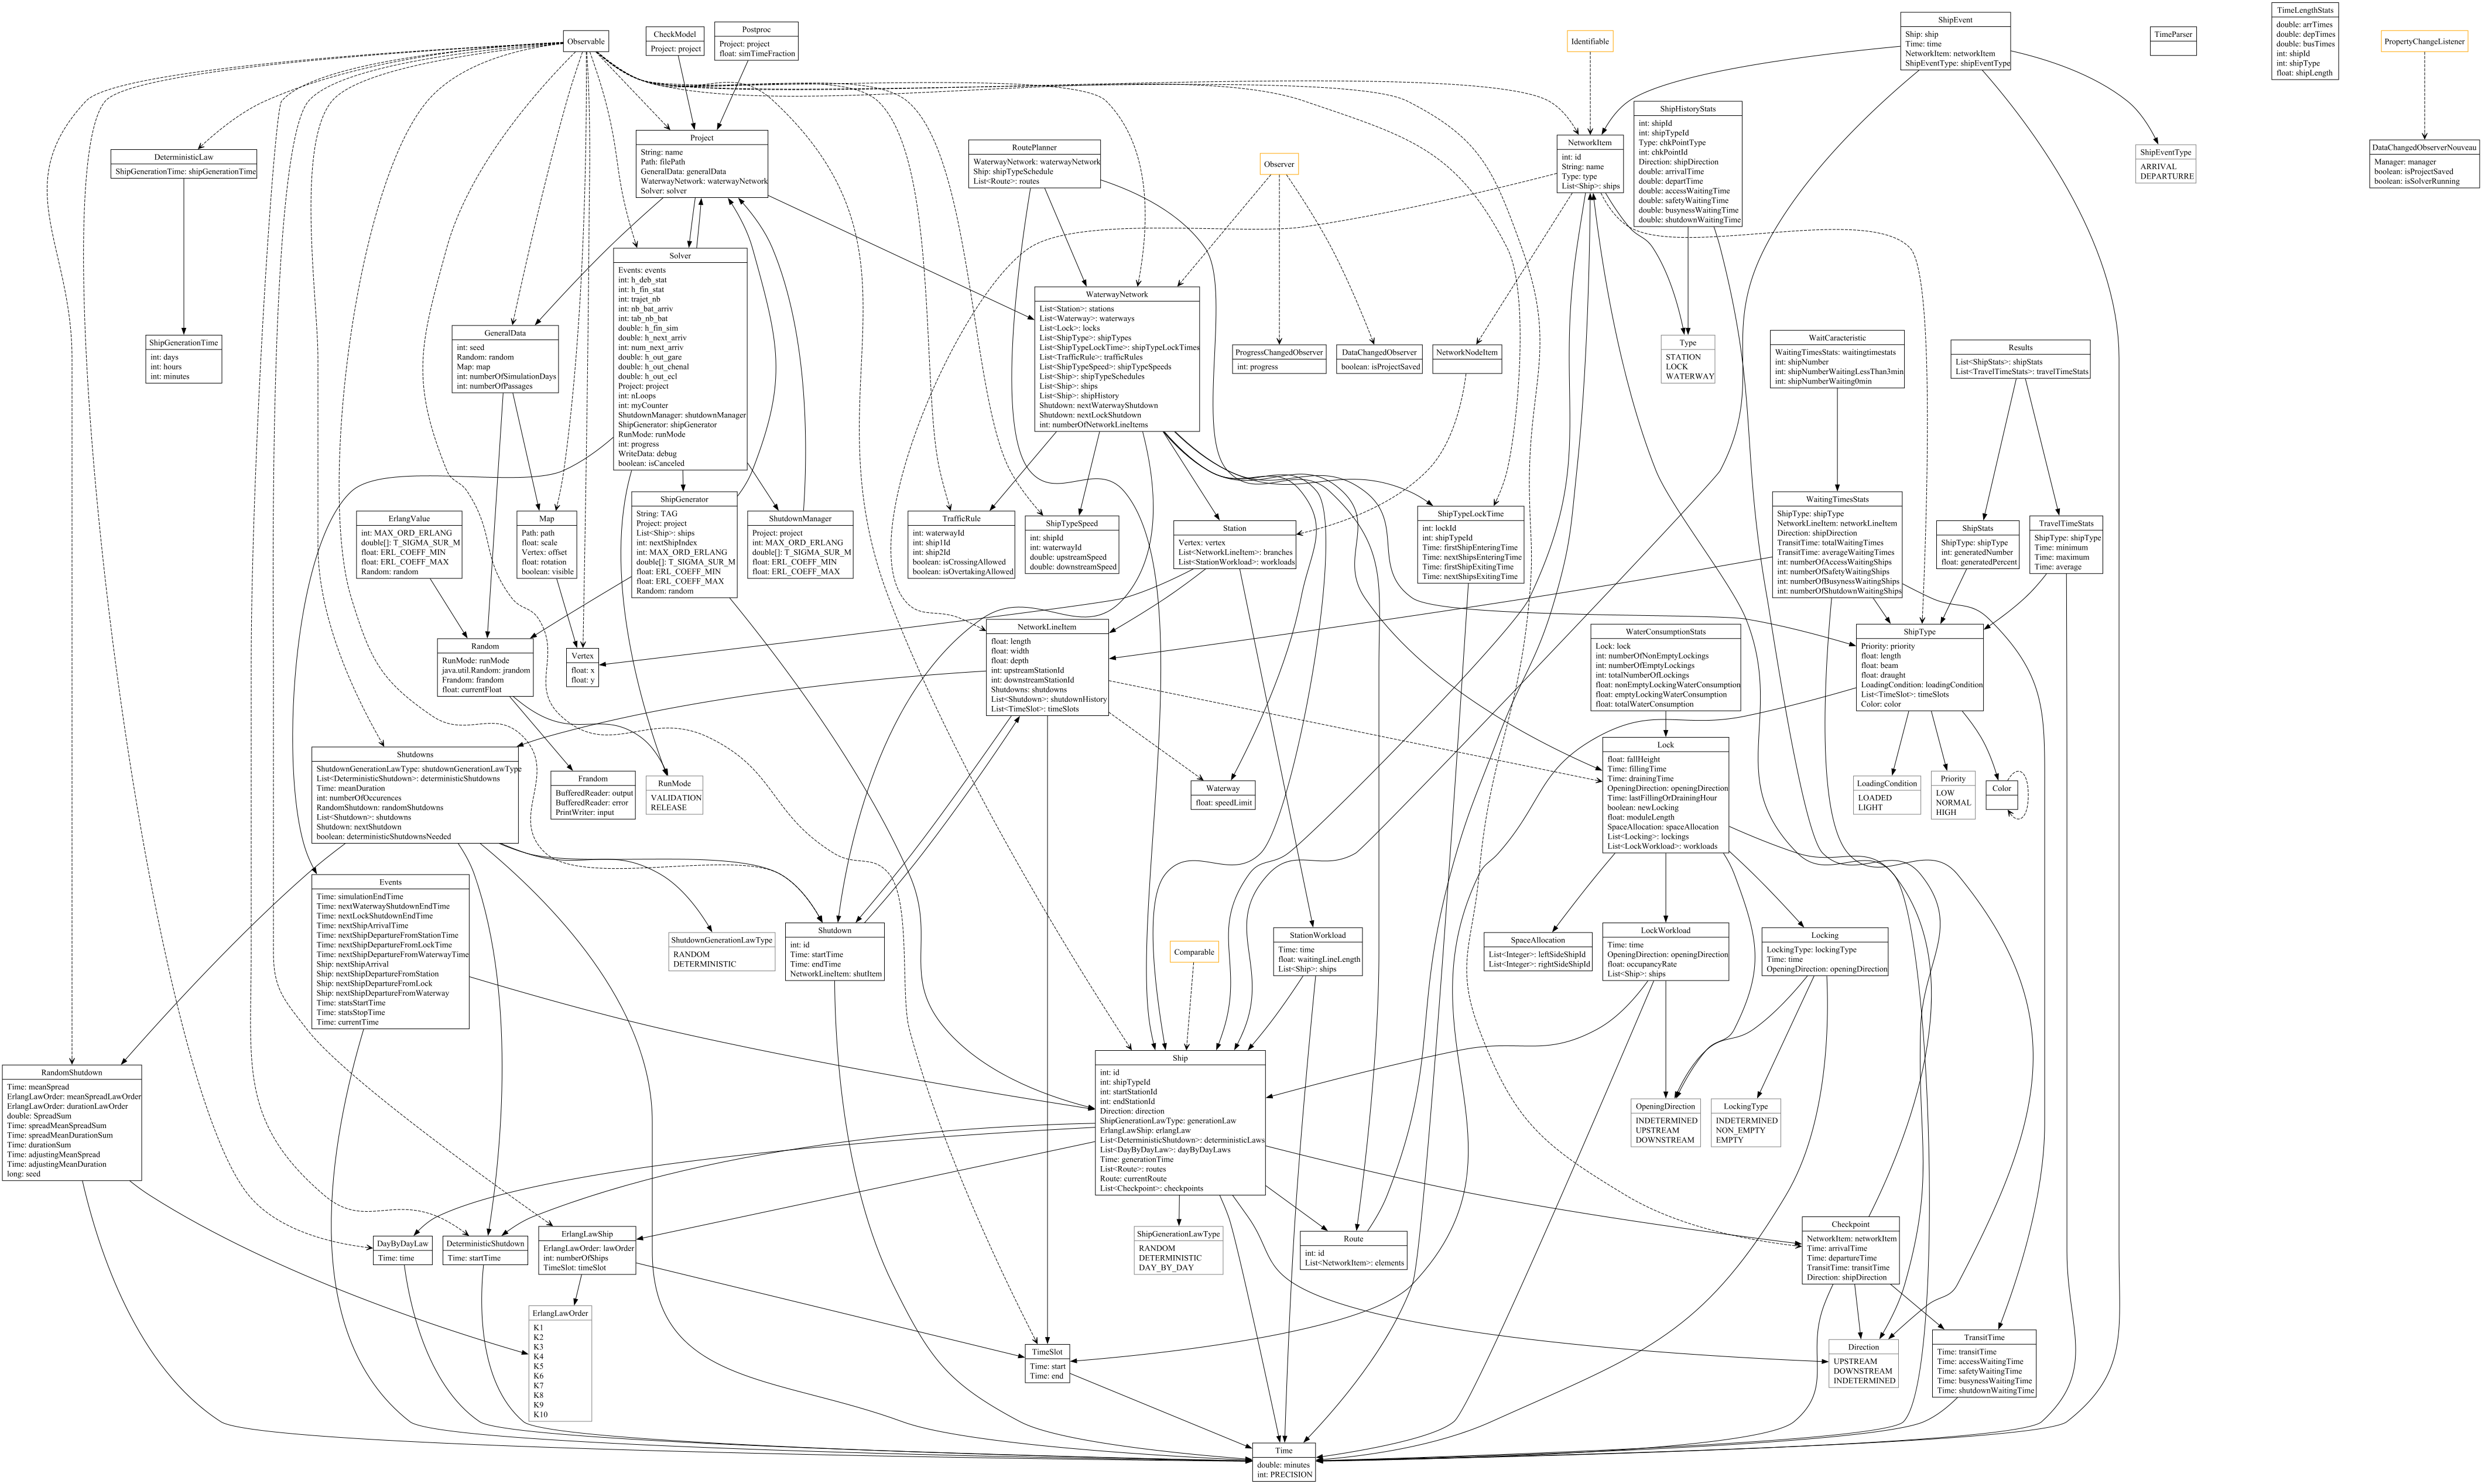 Observable
CheckModel
Project: project
Postproc
Project: project
float: simTimeFraction
Identifiable
ShipEvent
Ship: ship
Time: time
NetworkItem: networkItem
ShipEventType: shipEventType
TimeParser
TimeLengthStats
double: arrTimes
double: depTimes
double: busTimes
int: shipId
int: shipType
float: shipLength
PropertyChangeListener
DeterministicLaw
ShipGenerationTime: shipGenerationTime
Project
String: name
Path: filePath
GeneralData: generalData
WaterwayNetwork: waterwayNetwork
Solver: solver
RoutePlanner
WaterwayNetwork: waterwayNetwork
Ship: shipTypeSchedule
List<Route>: routes
Observer
NetworkItem
int: id
String: name
Type: type
List<Ship>: ships
ShipHistoryStats
int: shipId
int: shipTypeId
Type: chkPointType
int: chkPointId
Direction: shipDirection
double: arrivalTime
double: departTime
double: accessWaitingTime
double: safetyWaitingTime
double: busynessWaitingTime
double: shutdownWaitingTime
ShipEventType
ARRIVAL
DEPARTURRE
DataChangedObserverNouveau
Manager: manager
boolean: isProjectSaved
boolean: isSolverRunning
ShipGenerationTime
int: days
int: hours
int: minutes
GeneralData
int: seed
Random: random
Map: map
int: numberOfSimulationDays
int: numberOfPassages
Solver
Events: events
int: h_deb_stat
int: h_fin_stat
int: trajet_nb
int: nb_bat_arriv
int: tab_nb_bat
double: h_fin_sim
double: h_next_arriv
int: num_next_arriv
double: h_out_gare
double: h_out_chenal
double: h_out_ecl
Project: project
int: nLoops
int: myCounter
ShutdownManager: shutdownManager
ShipGenerator: shipGenerator
RunMode: runMode
int: progress
WriteData: debug
boolean: isCanceled
WaterwayNetwork
List<Station>: stations
List<Waterway>: waterways
List<Lock>: locks
List<ShipType>: shipTypes
List<ShipTypeLockTime>: shipTypeLockTimes
List<TrafficRule>: trafficRules
List<ShipTypeSpeed>: shipTypeSpeeds
List<Ship>: shipTypeSchedules
List<Ship>: ships
List<Ship>: shipHistory
Shutdown: nextWaterwayShutdown
Shutdown: nextLockShutdown
int: numberOfNetworkLineItems
ProgressChangedObserver
int: progress
DataChangedObserver
boolean: isProjectSaved
NetworkNodeItem
Type
STATION
LOCK
WATERWAY
WaitCaracteristic
WaitingTimesStats: waitingtimestats
int: shipNumber
int: shipNumberWaitingLessThan3min
int: shipNumberWaiting0min
Results
List<ShipStats>: shipStats
List<TravelTimeStats>: travelTimeStats
ErlangValue
int: MAX_ORD_ERLANG
double[]: T_SIGMA_SUR_M
float: ERL_COEFF_MIN
float: ERL_COEFF_MAX
Random: random
Map
Path: path
float: scale
Vertex: offset
float: rotation
boolean: visible
ShipGenerator
String: TAG
Project: project
List<Ship>: ships
int: nextShipIndex
int: MAX_ORD_ERLANG
double[]: T_SIGMA_SUR_M
float: ERL_COEFF_MIN
float: ERL_COEFF_MAX
Random: random
ShutdownManager
Project: project
int: MAX_ORD_ERLANG
double[]: T_SIGMA_SUR_M
float: ERL_COEFF_MIN
float: ERL_COEFF_MAX
TrafficRule
int: waterwayId
int: ship1Id
int: ship2Id
boolean: isCrossingAllowed
boolean: isOvertakingAllowed
ShipTypeSpeed
int: shipId
int: waterwayId
double: upstreamSpeed
double: downstreamSpeed
Station
Vertex: vertex
List<NetworkLineItem>: branches
List<StationWorkload>: workloads
ShipTypeLockTime
int: lockId
int: shipTypeId
Time: firstShipEnteringTime
Time: nextShipsEnteringTime
Time: firstShipExitingTime
Time: nextShipsExitingTime
WaitingTimesStats
ShipType: shipType
NetworkLineItem: networkLineItem
Direction: shipDirection
TransitTime: totalWaitingTimes
TransitTime: averageWaitingTimes
int: numberOfAccessWaitingShips
int: numberOfSafetyWaitingShips
int: numberOfBusynessWaitingShips
int: numberOfShutdownWaitingShips
ShipStats
ShipType: shipType
int: generatedNumber
float: generatedPercent
TravelTimeStats
ShipType: shipType
Time: minimum
Time: maximum
Time: average
Random
RunMode: runMode
java.util.Random: jrandom
Frandom: frandom
float: currentFloat
Vertex
float: x
float: y
NetworkLineItem
float: length
float: width
float: depth
int: upstreamStationId
int: downstreamStationId
Shutdowns: shutdowns
List<Shutdown>: shutdownHistory
List<TimeSlot>: timeSlots
WaterConsumptionStats
Lock: lock
int: numberOfNonEmptyLockings
int: numberOfEmptyLockings
int: totalNumberOfLockings
float: nonEmptyLockingWaterConsumption
float: emptyLockingWaterConsumption
float: totalWaterConsumption
ShipType
Priority: priority
float: length
float: beam
float: draught
LoadingCondition: loadingCondition
List<TimeSlot>: timeSlots
Color: color
Shutdowns
ShutdownGenerationLawType: shutdownGenerationLawType
List<DeterministicShutdown>: deterministicShutdowns
Time: meanDuration
int: numberOfOccurences
RandomShutdown: randomShutdowns
List<Shutdown>: shutdowns
Shutdown: nextShutdown
boolean: deterministicShutdownsNeeded
Frandom
BufferedReader: output
BufferedReader: error
PrintWriter: input
RunMode
VALIDATION
RELEASE
Waterway
float: speedLimit
Lock
float: fallHeight
Time: fillingTime
Time: drainingTime
OpeningDirection: openingDirection
Time: lastFillingOrDrainingHour
boolean: newLocking
float: moduleLength
SpaceAllocation: spaceAllocation
List<Locking>: lockings
List<LockWorkload>: workloads
LoadingCondition
LOADED
LIGHT
Priority
LOW
NORMAL
HIGH
Color
Events
Time: simulationEndTime
Time: nextWaterwayShutdownEndTime
Time: nextLockShutdownEndTime
Time: nextShipArrivalTime
Time: nextShipDepartureFromStationTime
Time: nextShipDepartureFromLockTime
Time: nextShipDepartureFromWaterwayTime
Ship: nextShipArrival
Ship: nextShipDepartureFromStation
Ship: nextShipDepartureFromLock
Ship: nextShipDepartureFromWaterway
Time: statsStartTime
Time: statsStopTime
Time: currentTime
ShutdownGenerationLawType
RANDOM
DETERMINISTIC
Shutdown
int: id
Time: startTime
Time: endTime
NetworkLineItem: shutItem
Comparable
StationWorkload
Time: time
float: waitingLineLength
List<Ship>: ships
SpaceAllocation
List<Integer>: leftSideShipId
List<Integer>: rightSideShipId
LockWorkload
Time: time
OpeningDirection: openingDirection
float: occupancyRate
List<Ship>: ships
Locking
LockingType: lockingType
Time: time
OpeningDirection: openingDirection
RandomShutdown
Time: meanSpread
ErlangLawOrder: meanSpreadLawOrder
ErlangLawOrder: durationLawOrder
double: SpreadSum
Time: spreadMeanSpreadSum
Time: spreadMeanDurationSum
Time: durationSum
Time: adjustingMeanSpread
Time: adjustingMeanDuration
long: seed
Ship
int: id
int: shipTypeId
int: startStationId
int: endStationId
Direction: direction
ShipGenerationLawType: generationLaw
ErlangLawShip: erlangLaw
List<DeterministicShutdown>: deterministicLaws
List<DayByDayLaw>: dayByDayLaws
Time: generationTime
List<Route>: routes
Route: currentRoute
List<Checkpoint>: checkpoints
OpeningDirection
INDETERMINED
UPSTREAM
DOWNSTREAM
LockingType
INDETERMINED
NON_EMPTY
EMPTY
DayByDayLaw
Time: time
DeterministicShutdown
Time: startTime
ErlangLawShip
ErlangLawOrder: lawOrder
int: numberOfShips
TimeSlot: timeSlot
ShipGenerationLawType
RANDOM
DETERMINISTIC
DAY_BY_DAY
Route
int: id
List<NetworkItem>: elements
Checkpoint
NetworkItem: networkItem
Time: arrivalTime
Time: departureTime
TransitTime: transitTime
Direction: shipDirection
ErlangLawOrder
K1
K2
K3
K4
K5
K6
K7
K8
K9
K10
TimeSlot
Time: start
Time: end
Direction
UPSTREAM
DOWNSTREAM
INDETERMINED
TransitTime
Time: transitTime
Time: accessWaitingTime
Time: safetyWaitingTime
Time: busynessWaitingTime
Time: shutdownWaitingTime
Time
double: minutes
int: PRECISION